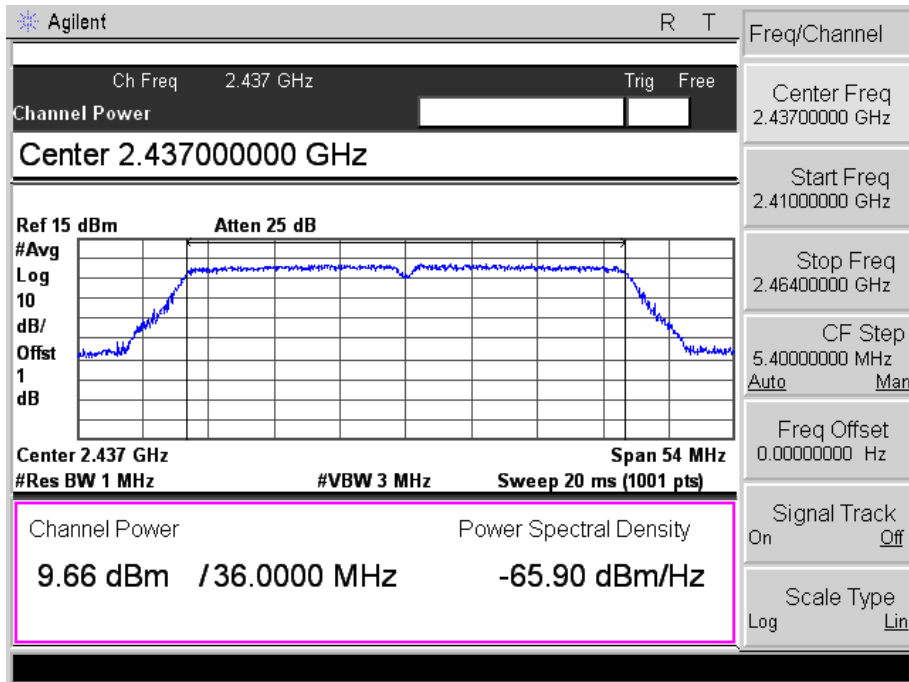 Agilent R T
Ch Freq 2.437 GHz Trig Free
Channel Power
Center 2.437000000 GHz
Ref 15 dBm Atten 25 dB
#Avg
Log
10
dB/
Offst
1
dB
Center 2.437 GHz Span 54 MHz
#Res BW 1 MHz #VBW 3 MHz Sweep 20 ms (1001 pts)
Channel Power Power Spectral Density
9.66 dBm / 36.0000 MHz -65.90 dBm/Hz
Freq/Channel
Center Freq
2.43700000 GHz
Start Freq
2.41000000 GHz
Stop Freq
2.46400000 GHz
CF Step
5.40000000 MHz
Auto Man
Freq Offset
0.00000000 Hz
Signal Track
On Off
Scale Type
Log Lin